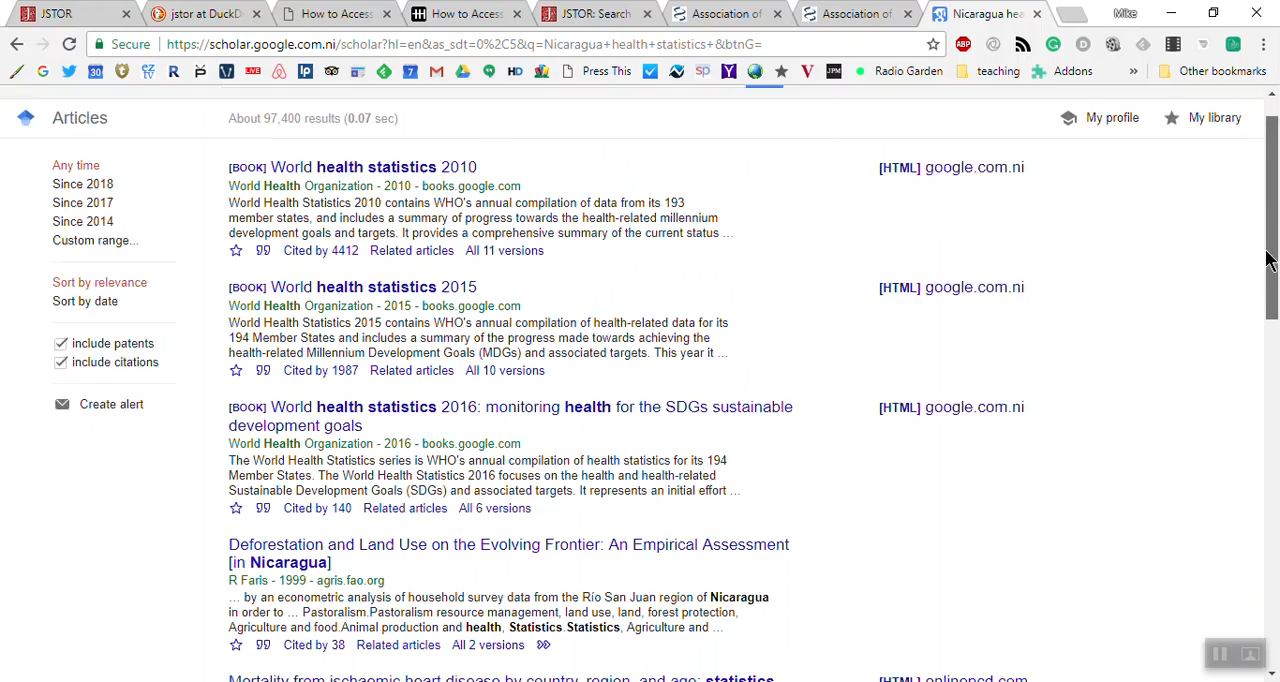 JSTOR
jstor at DuckD
How to Access
How to Access
JSTOR: Search
Association of
Association of
Nicaragua hea
Mike
Secure
https://scholar.google.com.ni/scholar?hl=en&as_sdt=0%2C5&q=Nicaragua+health+statistics+&btnG=
ABP
Press This
Radio Garden
teaching
Addons
»
Other bookmarks
Articles
About 97,400 results (0.07 sec)
My profile
My library
Any time
Since 2018
Since 2017
Since 2014
Custom range...
Sort by relevance
Sort by date
include patents
include citations
Create alert
[BOOK] World health statistics 2010
[HTML] google.com.ni
World Health Organization - 2010 - books.google.com
World Health Statistics 2010 contains WHO's annual compilation of data from its 193
member states, and includes a summary of progress towards the health-related millennium
development goals and targets. It provides a comprehensive summary of the current status ...
Cited by 4412 Related articles All 11 versions
[BOOK] World health statistics 2015
[HTML] google.com.ni
World Health Organization - 2015 - books.google.com
World Health Statistics 2015 contains WHO's annual compilation of health-related data for its
194 Member States and includes a summary of the progress made towards achieving the
health-related Millennium Development Goals (MDGs) and associated targets. This year it ...
Cited by 1987 Related articles All 10 versions
[BOOK] World health statistics 2016: monitoring health for the SDGs sustainable
development goals
[HTML] google.com.ni
World Health Organization - 2016 - books.google.com
The World Health Statistics series is WHO's annual compilation of health statistics for its 194
Member States. The World Health Statistics 2016 focuses on the health and health-related
Sustainable Development Goals (SDGs) and associated targets. It represents an initial effort ...
Cited by 140 Related articles All 6 versions
Deforestation and Land Use on the Evolving Frontier: An Empirical Assessment
[in Nicaragua]
R Faris - 1999 - agris.fao.org
... by an econometric analysis of household survey data from the Río San Juan region of Nicaragua
in order to ... Pastoralism.Pastoralism resource management, land use, land, forest protection,
Agriculture and food.Animal production and health, Statistics.Statistics, Agriculture and ...
Cited by 38 Related articles All 2 versions
Mortality from ischaemic heart disease by country, region, and age: statistics
[HTML] onlinepcd.com